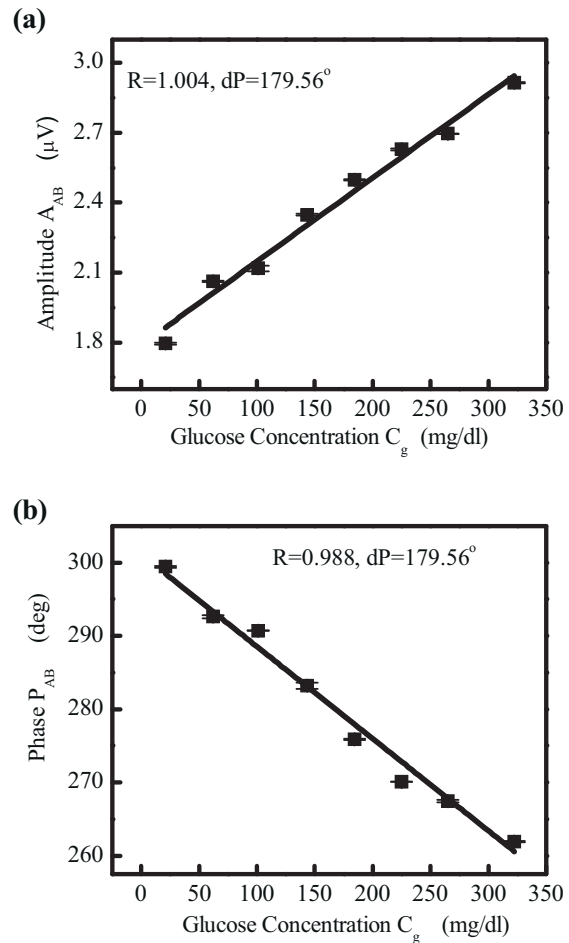 (a)
R=1.004, dP=179.56°
Amplitude A_AB (μV)
3.0
2.7
2.4
2.1
1.8
0 50 100 150 200 250 300 350
Glucose Concentration C_g (mg/dl)
(b)
R=0.988, dP=179.56°
Phase P_AB (deg)
300
290
280
270
260
0 50 100 150 200 250 300 350
Glucose Concentration C_g (mg/dl)